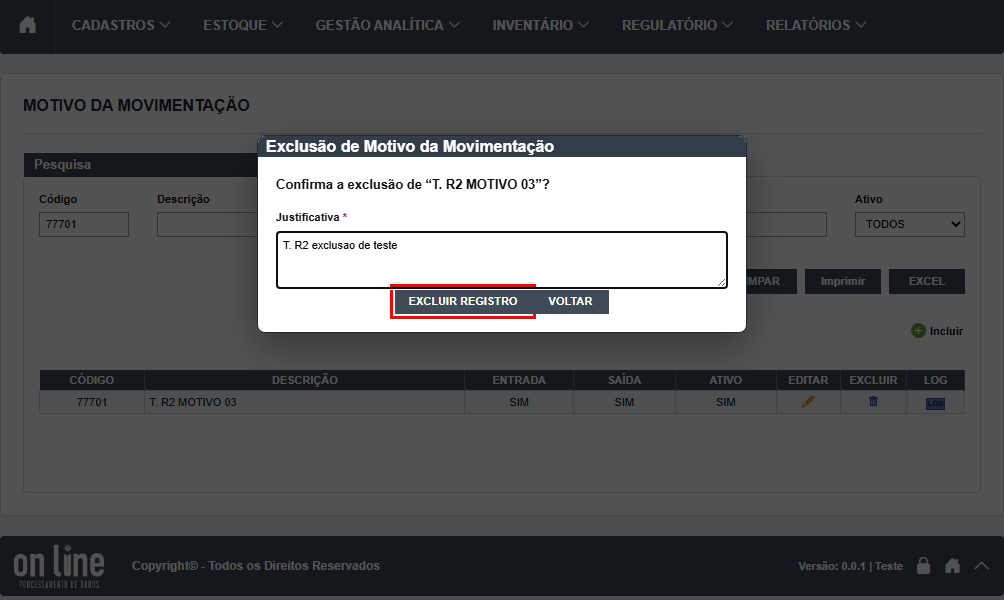 CADASTROS ESTOQUE GESTÃO ANALÍTICA INVENTÁRIO REGULATÓRIO RELATÓRIOS
MOTIVO DA MOVIMENTAÇÃO
Exclusão de Motivo da Movimentação
Pesquisa
Confirma a exclusão de “T. R2 MOTIVO 03”?
Código Descrição Ativo
Justificativa *
77701 TODOS
T. R2 exclusao de teste
MPAR Imprimir EXCEL
EXCLUIR REGISTRO VOLTAR
Incluir
CÓDIGO DESCRIÇÃO ENTRADA SAÍDA ATIVO EDITAR EXCLUIR LOG
77701 T. R2 MOTIVO 03 SIM SIM SIM LOG
on line
PROCESSAMENTO DE DADOS
Copyright© - Todos os Direitos Reservados
Versão: 0.0.1 | Teste